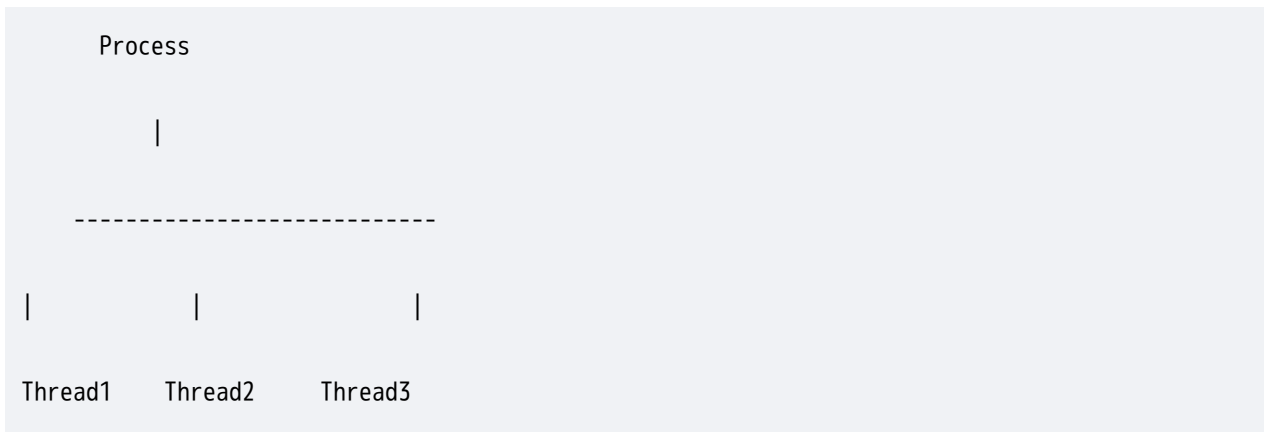 Process
|
----------------------------
| | |
Thread1 Thread2 Thread3